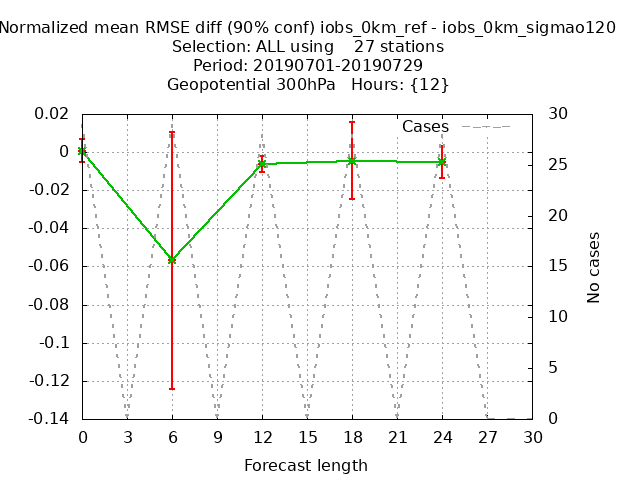 Normalized mean RMSE diff (90% conf) iobs_0km_ref - iobs_0km_sigmao120
Selection: ALL using 27 stations
Period: 20190701-20190729
Geopotential 300hPa Hours: {12}
Cases
0.02
0
-0.02
-0.04
-0.06
-0.08
-0.1
-0.12
-0.14
30
25
20
15
10
5
0
No cases
0 3 6 9 12 15 18 21 24 27 30
Forecast length